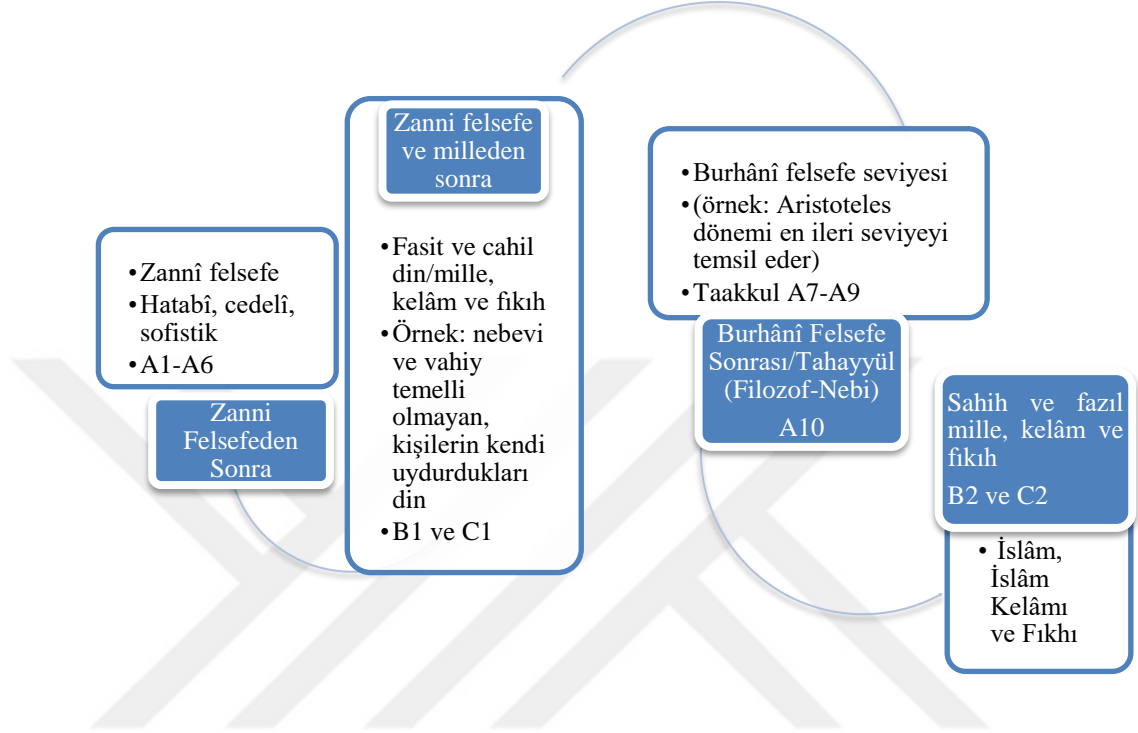 •Zannî felsefe
•Hatabî, cedelî,
sofistik
•A1-A6
Zanni
Felsefeden
Sonra
Zanni felsefe
ve milleden
sonra
•Fasit ve cahil
din/mille,
kelâm ve fıkıh
•Örnek: nebevi
ve vahiy
temelli
olmayan,
kişilerin kendi
uydurdukları
din
•B1 ve C1
•Burhânî felsefe seviyesi
•(örnek: Aristoteles
dönemi en ileri seviyeyi
temsil eder)
•Taakkul A7-A9
Burhânî Felsefe
Sonrası/Tahayyül
(Filozof-Nebi)
A10
Sahih ve fazıl
mille, kelâm ve
fıkıh
B2 ve C2
• İslâm,
İslâm
Kelâmı
ve Fıkhı